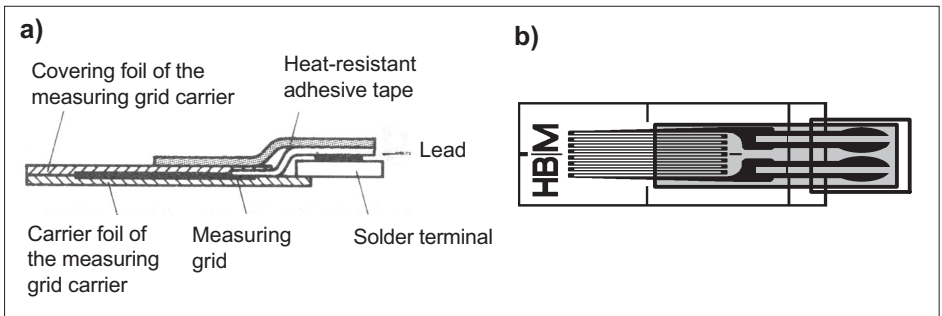 a)
Covering foil of the
measuring grid carrier
Heat-resistant
adhesive tape
Lead
Carrier foil of
the measuring
grid carrier
Measuring
grid
Solder terminal
b)
HBM